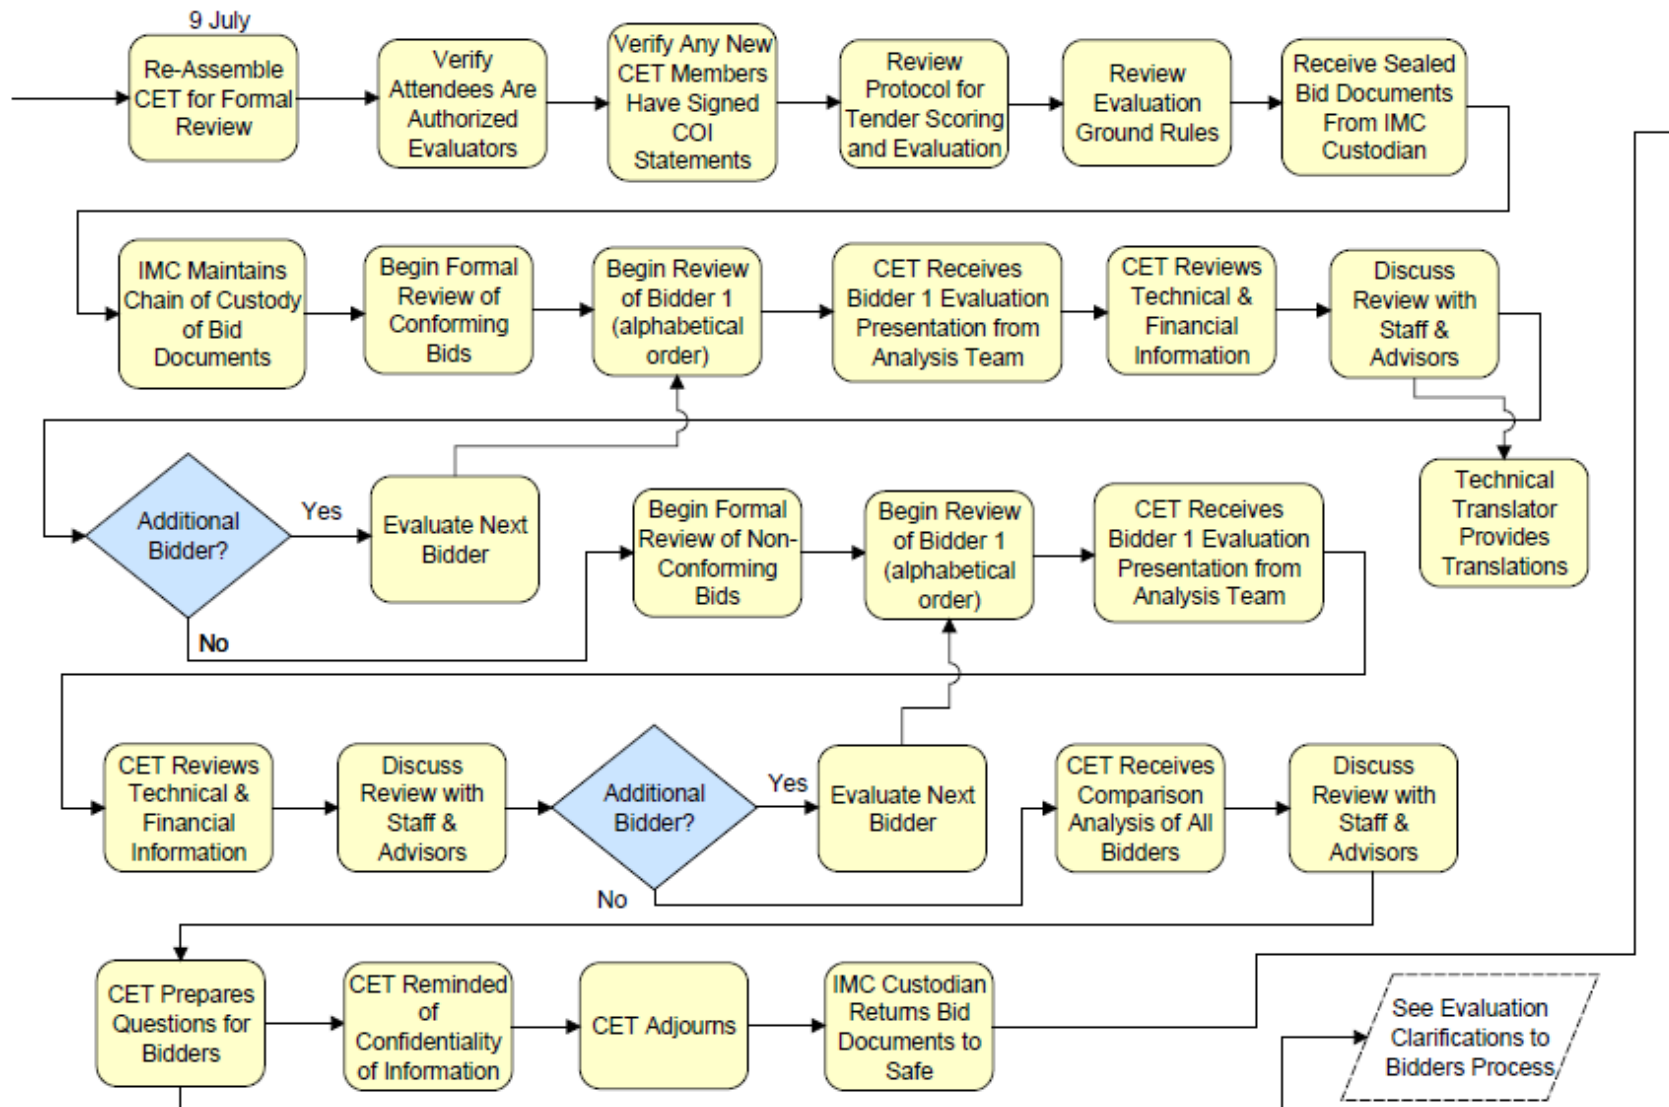 9 July
Re-Assemble
CET for Formal
Review
Verify
Attendees Are
Authorized
Evaluators
Verify Any New
CET Members
Have Signed
COI
Statements
Review
Protocol for
Tender Scoring
and Evaluation
Review
Evaluation
Ground Rules
Receive Sealed
Bid Documents
From IMC
Custodian
IMC Maintains
Chain of Custody
of Bid
Documents
Begin Formal
Review of
Conforming
Bids
Begin Review
of Bidder 1
(alphabetical
order)
CET Receives
Bidder 1 Evaluation
Presentation from
Analysis Team
CET Reviews
Technical &
Financial
Information
Discuss
Review with
Staff &
Advisors
Technical
Translator
Provides
Translations
Additional
Bidder?
Yes
No
Evaluate Next
Bidder
Begin Formal
Review of Non-
Conforming
Bids
Begin Review
of Bidder 1
(alphabetical
order)
CET Receives
Bidder 1 Evaluation
Presentation from
Analysis Team
CET Reviews
Technical &
Financial
Information
Discuss
Review with
Staff &
Advisors
Additional
Bidder?
Yes
No
Evaluate Next
Bidder
CET Receives
Comparison
Analysis of All
Bidders
Discuss
Review with
Staff &
Advisors
CET Prepares
Questions for
Bidders
CET Reminded
of
Confidentiality
of Information
CET Adjourns
IMC Custodian
Returns Bid
Documents to
Safe
See Evaluation
Clarifications to
Bidders Process